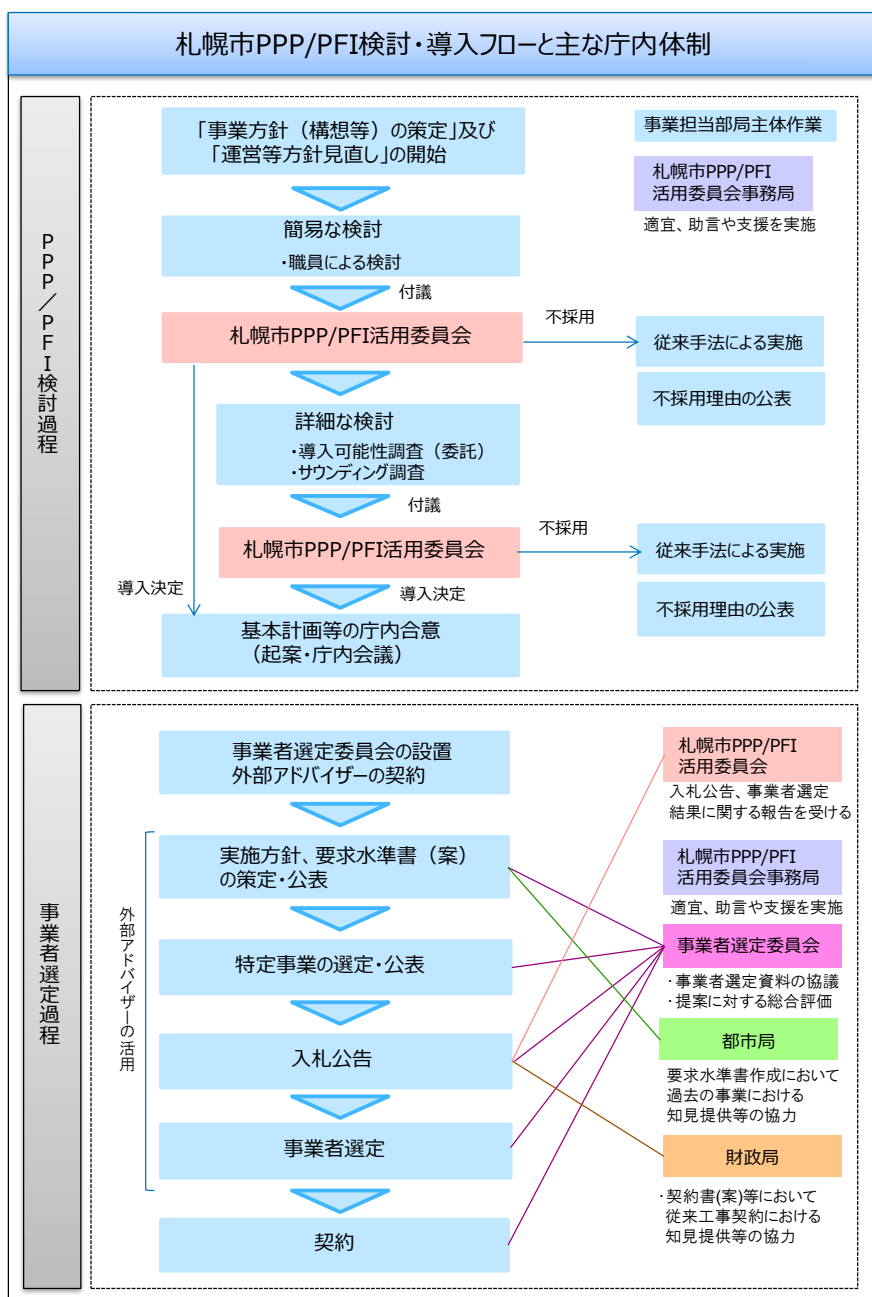 札幌市PPP/PFI検討・導入フローと主な庁内体制
PPP/PFI検討過程
「事業方針（構想等）の策定」及び
「運営等方針見直し」の開始
事業担当部局主体作業
札幌市PPP/PFI
活用委員会事務局
適宜、助言や支援を実施
簡易な検討
・職員による検討
付議
札幌市PPP/PFI活用委員会
不採用
従来手法による実施
不採用理由の公表
詳細な検討
・導入可能性調査（委託）
・サウンディング調査
付議
札幌市PPP/PFI活用委員会
不採用
従来手法による実施
不採用理由の公表
導入決定
導入決定
基本計画等の庁内合意
（起案・庁内会議）
事業者選定過程
事業者選定委員会の設置
外部アドバイザーの契約
外部アドバイザーの活用
実施方針、要求水準書（案）
の策定・公表
特定事業の選定・公表
入札公告
事業者選定
契約
札幌市PPP/PFI
活用委員会
入札公告、事業者選定
結果に関する報告を受ける
札幌市PPP/PFI
活用委員会事務局
適宜、助言や支援を実施
事業者選定委員会
・事業者選定資料の協議
・提案に対する総合評価
都市局
要求水準書作成において
過去の事業における
知見提供等の協力
財政局
・契約書(案)等において
従来工事契約における
知見提供等の協力